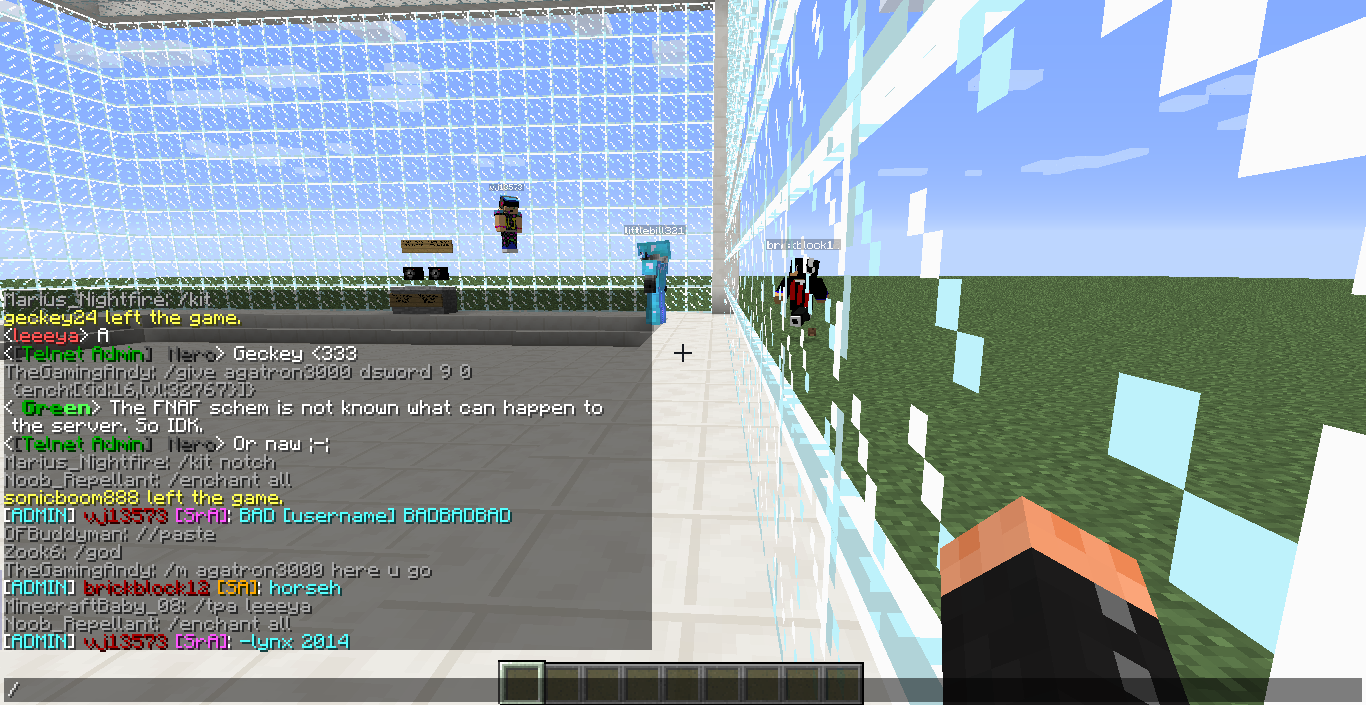 wji3573
littlebill321
brickblock1...
Marius_Nightfire: /kit
geckey24 left the game.
<leeeya> A
<[Telnet Admin] Nero> Geckey <333
TheGamingAndy: /give agatron3000 dsword 9 0
{ench:[{id:16,lvl:32767}]}
< Green> The FNAF schem is not known what can happen to
the server. So IDK.
<[Telnet Admin] Nero> Or naw ;-;
Marius_Nightfire: /kit notch
Noob_Repellant: /enchant all
sonicboom888 left the game.
[ADMIN] wji3573 [SrA]: BAD [username] BADBADBAD
OFBuddyman: //paste
Zook6: /god
TheGamingAndy: /m agatron3000 here u go
[ADMIN] brickblock12 [SA]: horseh
MinecraftBaby_08: /tpa leeeya
Noob_Repellant: /enchant all
[ADMIN] wji3573 [SrA]: -lynx 2014
/